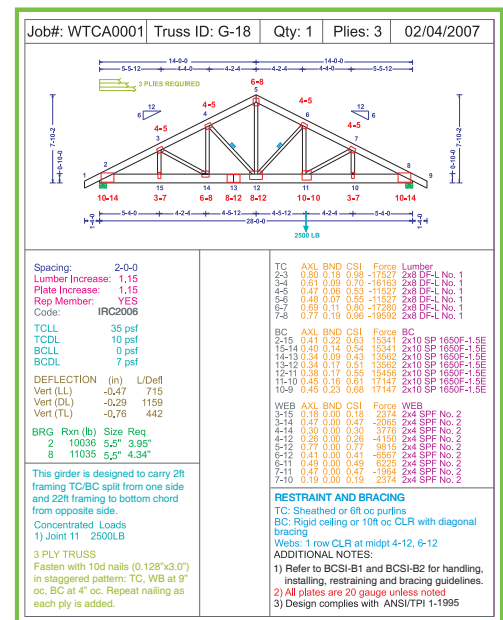 Job#: WTCA0001 Truss ID: G-18 Qty: 1 Plies: 3 02/04/2007
14-0-0 14-0-0
5-5-12 4-4-0 4-2-4 4-2-4 4-4-0 5-5-12
3 PLIES REQUIRED
6-8
5
12 4-5 4-5 12
6 4 6 6
4-5 4-5
3 7
7-10-2 0-10-0 7-10-2 0-10-0
2 8
1 9
15 14 13 12 11 10
10-14 3-7 6-8 8-12 8-12 10-10 3-7 10-14
1-1-0 5-4-0 4-2-4 4-5-12 4-5-12 4-2-4 5-4-0 1-1-0
28-0-0
2500 LB
Spacing: 2-0-0
Lumber Increase: 1.15
Plate Increase: 1.15
Rep Member: YES
Code: IRC2006
TCLL 35 psf
TCDL 10 psf
BCLL 0 psf
BCDL 7 psf
DEFLECTION (in) L/Defl
Vert (LL) -0.47 715
Vert (DL) -0.29 1159
Vert (TL) -0.76 442
BRG Rxn (lb) Size Req
2 10036 5.5" 3.95"
8 11035 5.5" 4.34"
This girder is designed to carry 2ft
framing TC/BC split from one side
and 22ft framing to bottom chord
from opposite side.
Concentrated Loads
1) Joint 11 2500LB
3 PLY TRUSS
Fasten with 10d nails (0.128"x3.0")
in staggered pattern: TC, WB at 9"
oc, BC at 4" oc. Repeat nailing as
each ply is added.
TC AXL BND CSI Force Lumber
2-3 0.80 0.18 0.98 -17527 2x8 DF-L No. 1
3-4 0.61 0.09 0.70 -16163 2x8 DF-L No. 1
4-5 0.47 0.06 0.53 -11527 2x8 DF-L No. 1
5-6 0.48 0.07 0.55 -11527 2x8 DF-L No. 1
6-7 0.69 0.11 0.80 -17280 2x8 DF-L No. 1
7-8 0.77 0.19 0.96 -19592 2x8 DF-L No. 1
BC AXL BND CSI Force BC
2-15 0.41 0.22 0.63 15341 2x10 SP 1650F-1.5E
15-14 0.40 0.14 0.54 15341 2x10 SP 1650F-1.5E
14-13 0.34 0.09 0.43 13562 2x10 SP 1650F-1.5E
13-12 0.34 0.17 0.51 13562 2x10 SP 1650F-1.5E
12-11 0.38 0.17 0.55 15456 2x10 SP 1650F-1.5E
11-10 0.45 0.16 0.61 17147 2x10 SP 1650F-1.5E
10-9 0.45 0.23 0.68 17147 2x10 SP 1650F-1.5E
WEB AXL BND CSI Force WEB
3-15 0.18 0.00 0.18 2374 2x4 SPF No. 2
3-14 0.47 0.00 0.47 -2065 2x4 SPF No. 2
4-14 0.30 0.00 0.30 3776 2x4 SPF No. 2
4-12 0.26 0.00 0.26 -4150 2x4 SPF No. 2
5-12 0.77 0.00 0.77 9815 2x4 SPF No. 2
6-12 0.41 0.00 0.41 -6567 2x4 SPF No. 2
6-11 0.49 0.00 0.49 6225 2x4 SPF No. 2
7-11 0.47 0.00 0.47 -1964 2x4 SPF No. 2
7-10 0.19 0.00 0.19 2374 2x4 SPF No. 2
RESTRAINT AND BRACING
TC: Sheathed or 6ft oc purlins
BC: Rigid ceiling or 10ft oc CLR with diagonal
bracing
Webs: 1 row CLR at midpt 4-12, 6-12
ADDITIONAL NOTES:
1) Refer to BCSI-B1 and BCSI-B2 for handling,
installing, restraining and bracing guidelines.
2) All plates are 20 gauge unless noted
3) Design complies with ANSI/TPI 1-1995